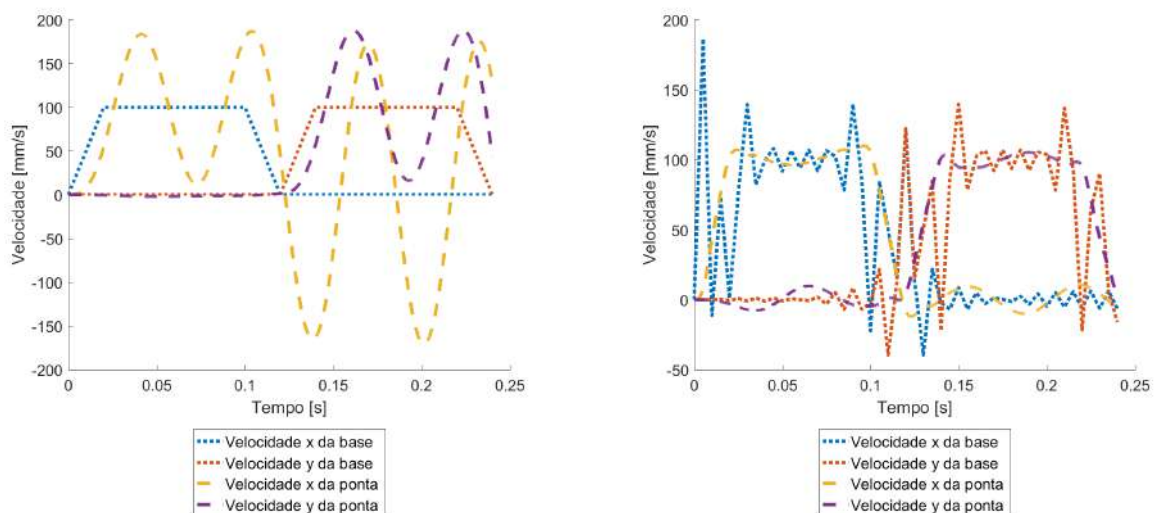 200
150
100
50
0
-50
-100
-150
-200
Velocidade [mm/s]
0
0.05
0.1
0.15
0.2
0.25
Tempo [s]
Velocidade x da base
Velocidade y da base
Velocidade x da ponta
Velocidade y da ponta
200
150
100
50
0
-50
Velocidade [mm/s]
0
0.05
0.1
0.15
0.2
0.25
Tempo [s]
Velocidade x da base
Velocidade y da base
Velocidade x da ponta
Velocidade y da ponta